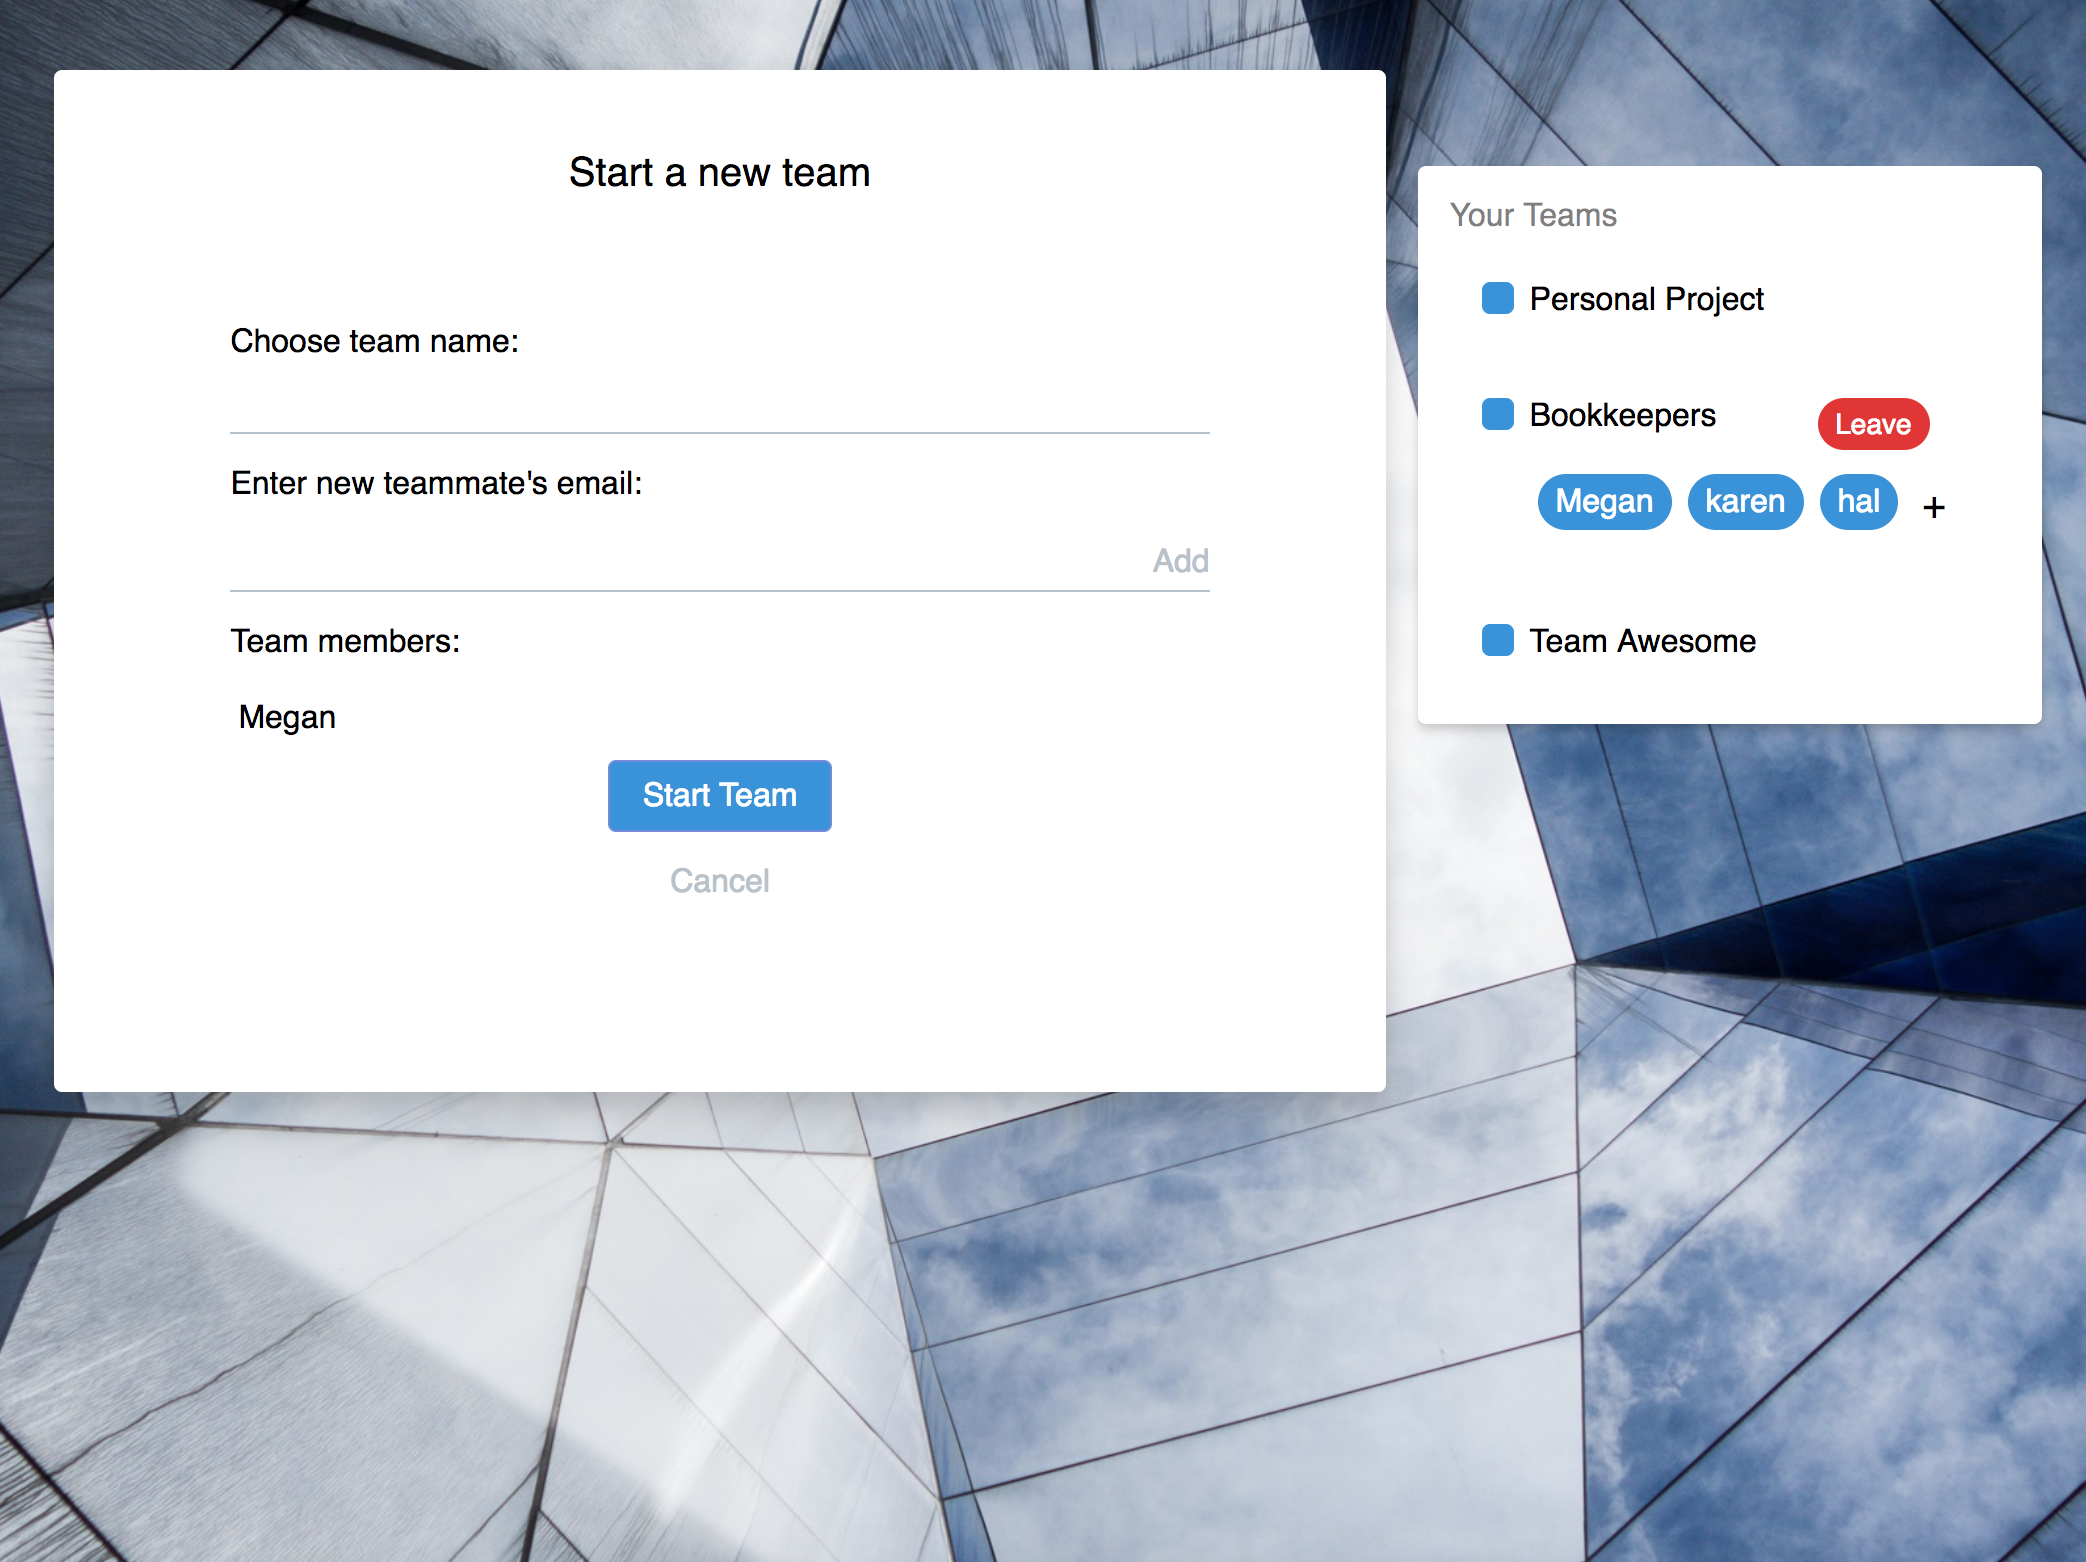 Start a new team
Choose team name:
Enter new teammate's email:
Add
Team members:
Megan
Start Team
Cancel
Your Teams
Personal Project
Bookkeepers Leave
Megan karen hal +
Team Awesome